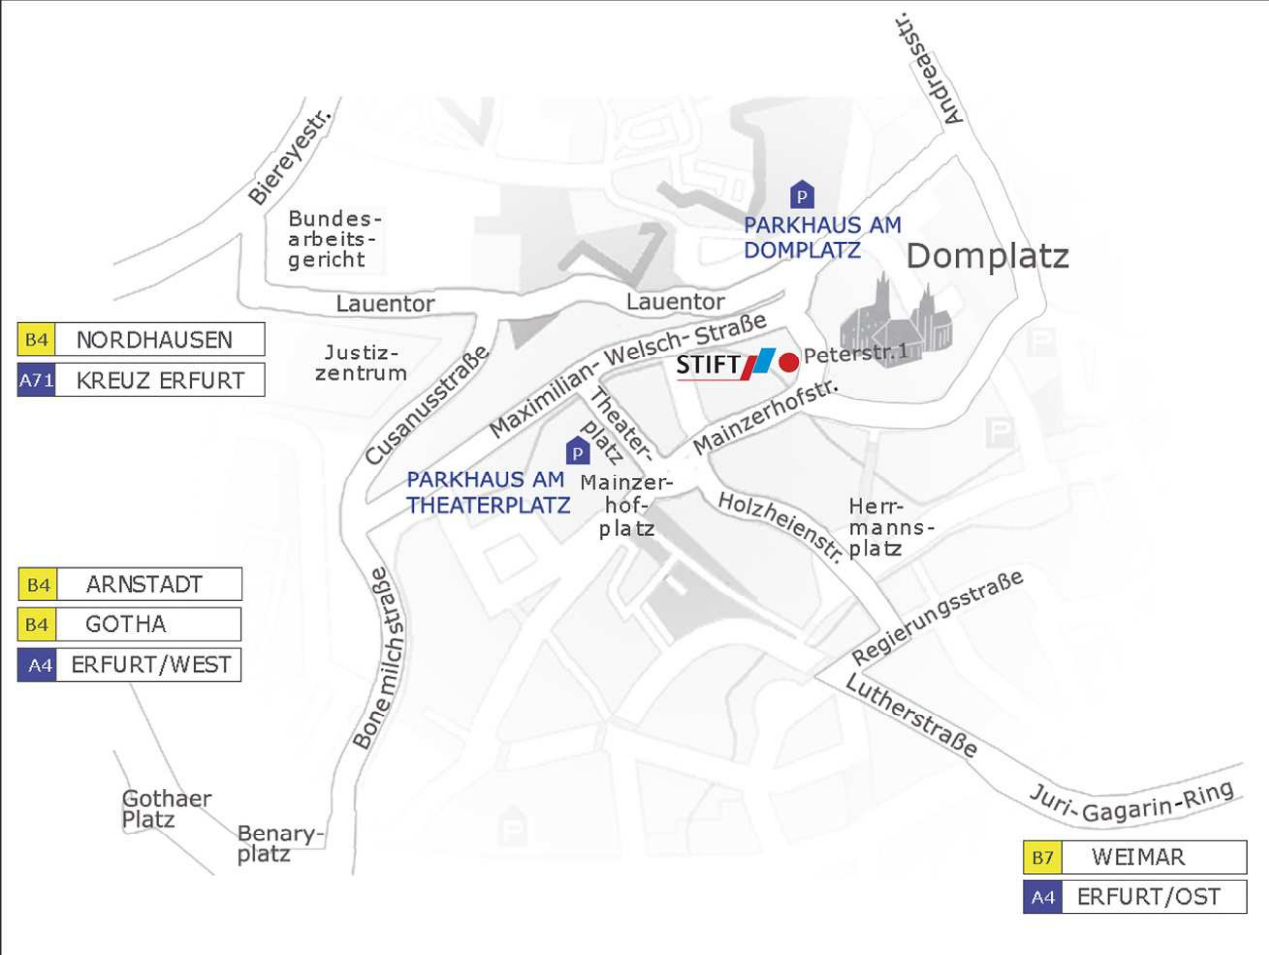 Andreasstr.
Biereyestr.
Bundes-
arbeits-
gericht
P
PARKHAUS AM
DOMPLATZ
Domplatz
Lauentor
Lauentor
B4 NORDHAUSEN
A71 KREUZ ERFURT
Justiz-
zentrum
Cusanusstraße
Maximilian-Welsch-Straße
STIFT
Peterstr.1
Mainzerhofstr.
Theater-
platz
P
PARKHAUS AM
THEATERPLATZ
Mainzer-
hof-
platz
P
P
Holzheienstr.
Herr-
manns-
platz
B4 ARNSTADT
B4 GOTHA
A4 ERFURT/WEST
Bonemilchstraße
Regierungsstraße
Lutherstraße
Juri-Gagarin-Ring
Gothaer
Platz
Benary-
platz
P
B7 WEIMAR
A4 ERFURT/OST